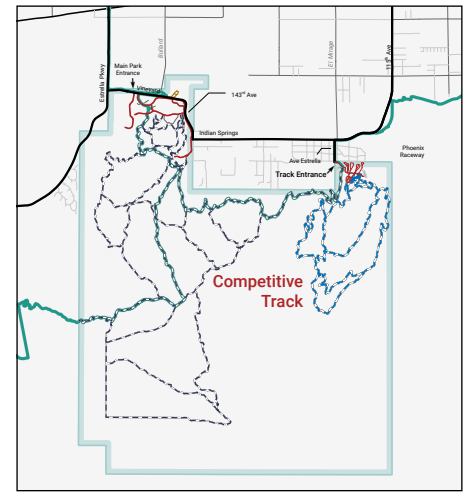 Estrella Pkwy
Bullard
El Mirage
115th Ave
Main Park
Entrance
Vineyard
143rd Ave
Indian Springs
Ave Estrella
Track Entrance
Phoenix
Raceway
Competitive
Track